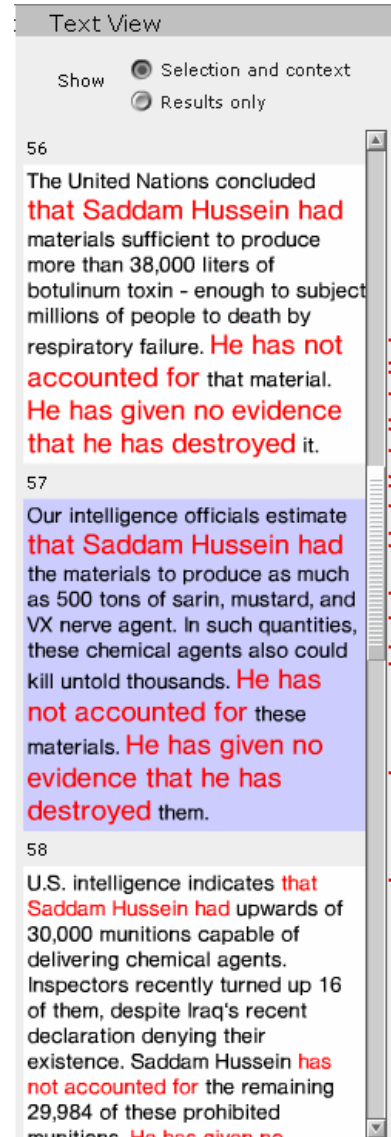 Text View
Show
Selection and context
Results only
56
The United Nations concluded
that Saddam Hussein had
materials sufficient to produce
more than 38,000 liters of
botulinum toxin - enough to subject
millions of people to death by
respiratory failure. He has not
accounted for that material.
He has given no evidence
that he has destroyed it.
57
Our intelligence officials estimate
that Saddam Hussein had
the materials to produce as much
as 500 tons of sarin, mustard, and
VX nerve agent. In such quantities,
these chemical agents also could
kill untold thousands. He has
not accounted for these
materials. He has given no
evidence that he has
destroyed them.
58
U.S. intelligence indicates that
Saddam Hussein had upwards of
30,000 munitions capable of
delivering chemical agents.
Inspectors recently turned up 16
of them, despite Iraq's recent
declaration denying their
existence. Saddam Hussein has
not accounted for the remaining
29,984 of these prohibited
munitions. He has given no